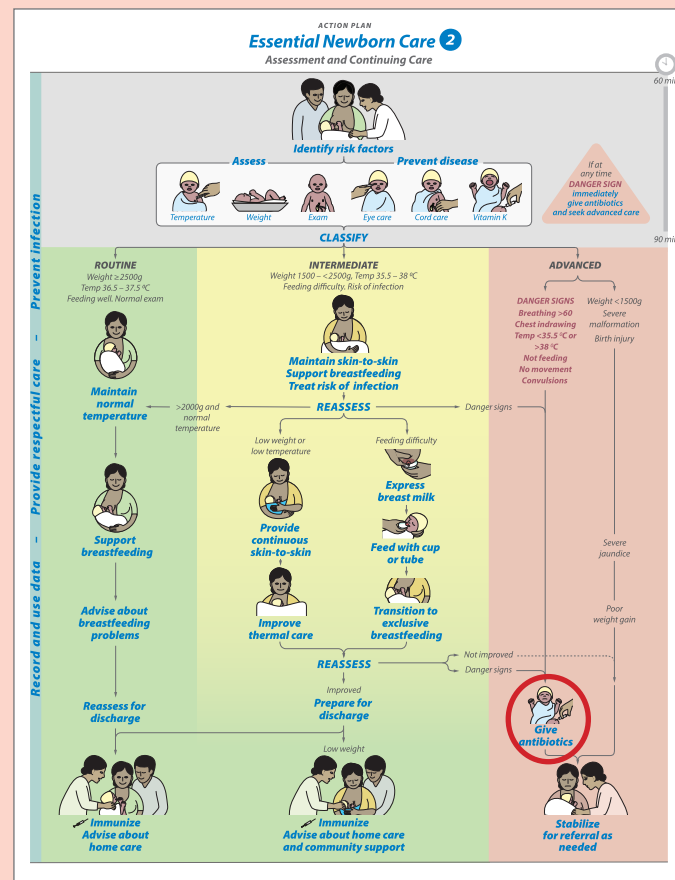 ACTION PLAN
Essential Newborn Care 2
Assessment and Continuing Care
60 min
Identify risk factors
Assess
Prevent disease
Temperature
Weight
Exam
Eye care
Cord care
Vitamin K
If at
any time
DANGER SIGN
immediately
give antibiotics
and seek advanced care
CLASSIFY
90 min
Record and use data – Provide respectful care – Prevent infection
ROUTINE
Weight ≥2500g
Temp 36.5 – 37.5 ºC
Feeding well. Normal exam
INTERMEDIATE
Weight 1500 – <2500g, Temp 35.5 – 38 ºC
Feeding difficulty. Risk of infection
ADVANCED
DANGER SIGNS
Breathing >60
Chest indrawing
Temp <35.5 ºC or
>38 ºC
Not feeding
No movement
Convulsions
Weight <1500g
Severe
malformation
Birth injury
Maintain
normal
temperature
Maintain skin-to-skin
Support breastfeeding
Treat risk of infection
>2000g and
normal
temperature
REASSESS
Danger signs
Low weight or
low temperature
Feeding difficulty
Express
breast milk
Support
breastfeeding
Provide
continuous
skin-to-skin
Feed with cup
or tube
Severe
jaundice
Advise about
breastfeeding
problems
Improve
thermal care
Transition to
exclusive
breastfeeding
Poor
weight gain
REASSESS
Not improved
Danger signs
Improved
Reassess for
discharge
Prepare for
discharge
Give
antibiotics
Low weight
Immunize
Advise about
home care
Immunize
Advise about home care
and community support
Stabilize
for referral as
needed